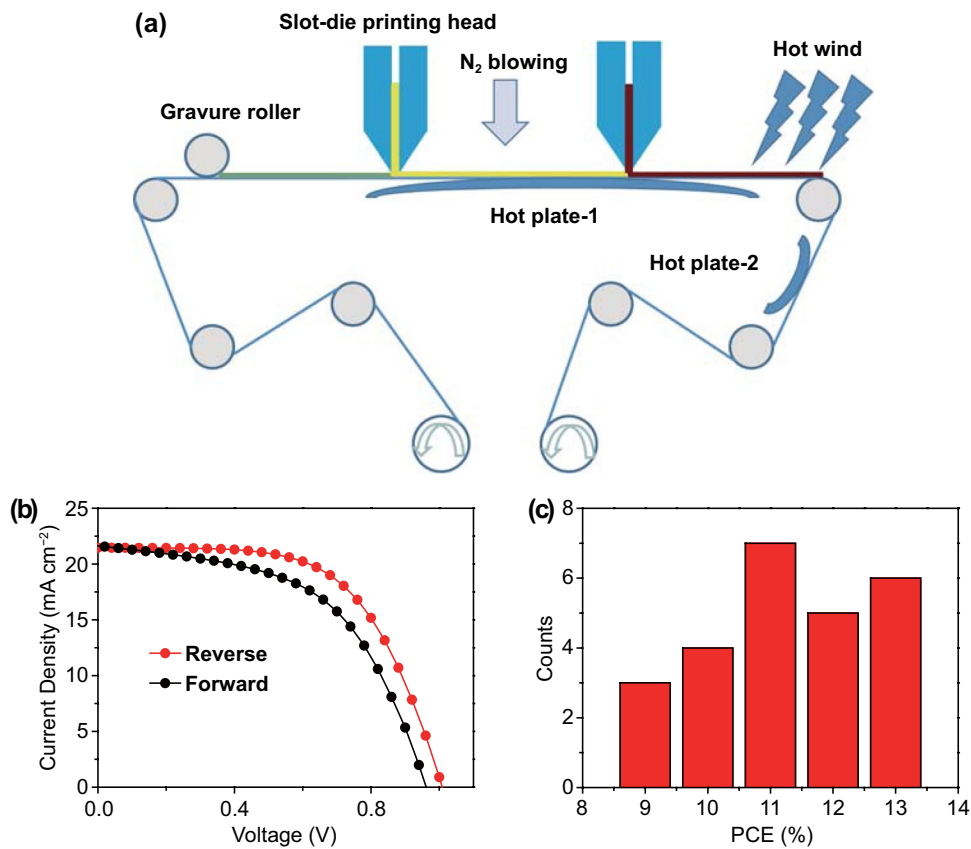 (a)
Slot-die printing head
N₂ blowing
Hot wind
Gravure roller
Hot plate-1
Hot plate-2
(b)
Current Density (mA cm⁻²)
25
20
15
10
5
0
Reverse
Forward
0.0
0.4
0.8
Voltage (V)
(c)
Counts
8
6
4
2
0
8
9
10
11
12
13
14
PCE (%)